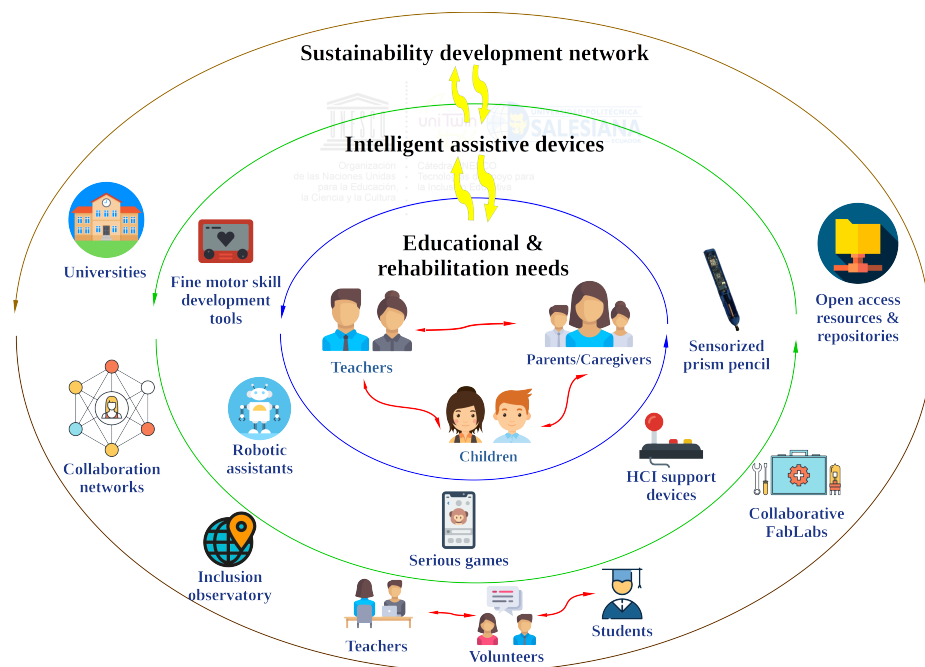 Sustainability development network
uniTwin
SALESIANA
Intelligent assistive devices
Organización
de las Naciones Unidas
para la Educación,
la Ciencia y la Cultura
Educational &
rehabilitation needs
Universities
Fine motor skill
development
tools
Open access
resources &
repositories
Sensorized
prism pencil
Teachers
Parents/Caregivers
Children
Robotic
assistants
Collaboration
networks
HCI support
devices
Collaborative
FabLabs
Serious games
Inclusion
observatory
Teachers
Volunteers
Students